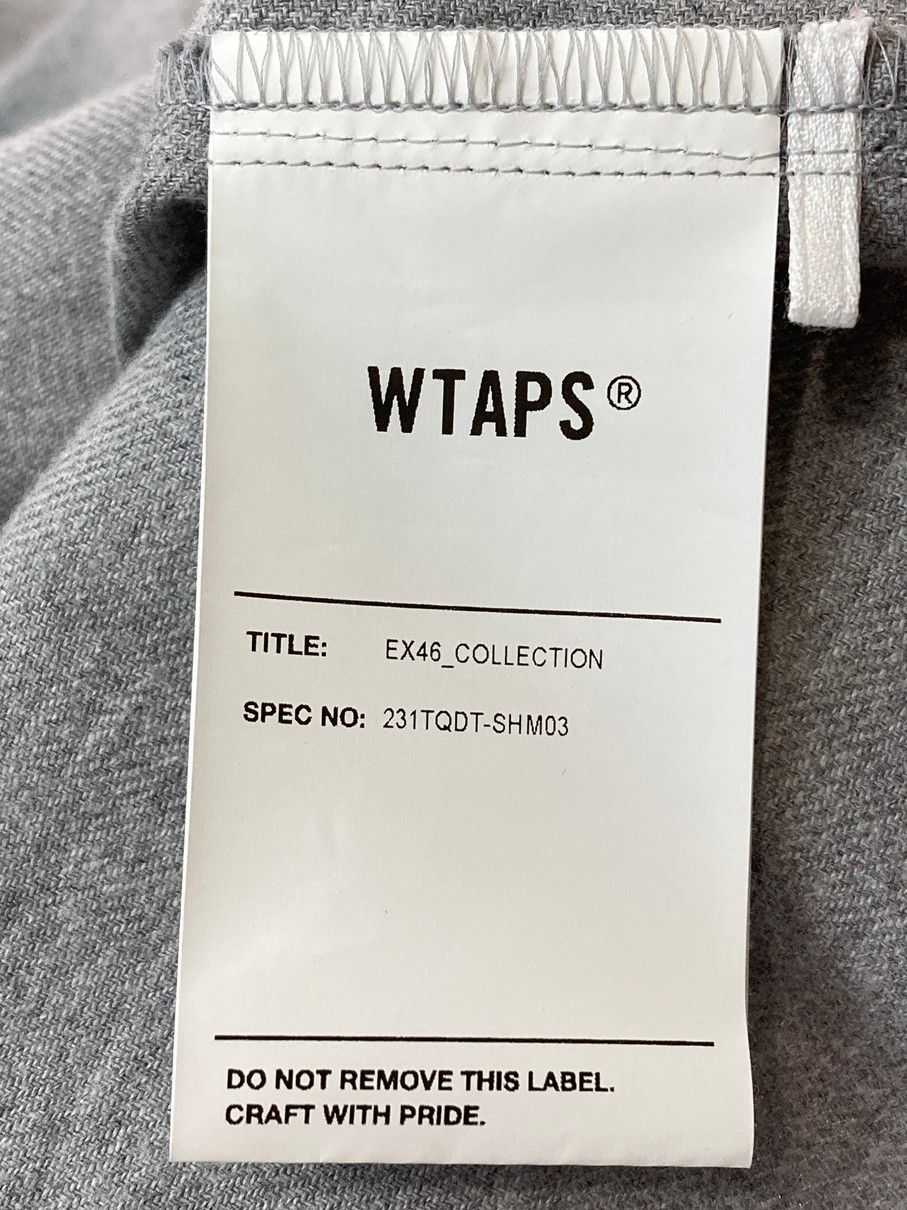 WTAPS®
TITLE: EX46_COLLECTION
SPEC NO: 231TQDT-SHM03
DO NOT REMOVE THIS LABEL.
CRAFT WITH PRIDE.